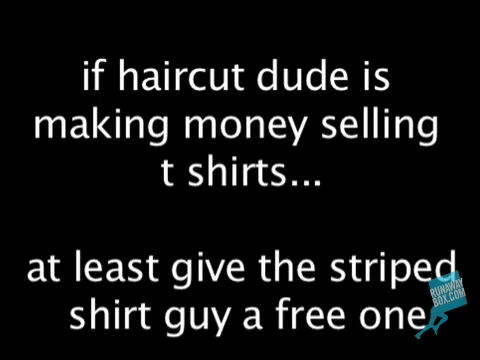 if haircut dude is
making money selling
t shirts...
at least give the striped
shirt guy a free one
RUNAWAY
BOX.COM